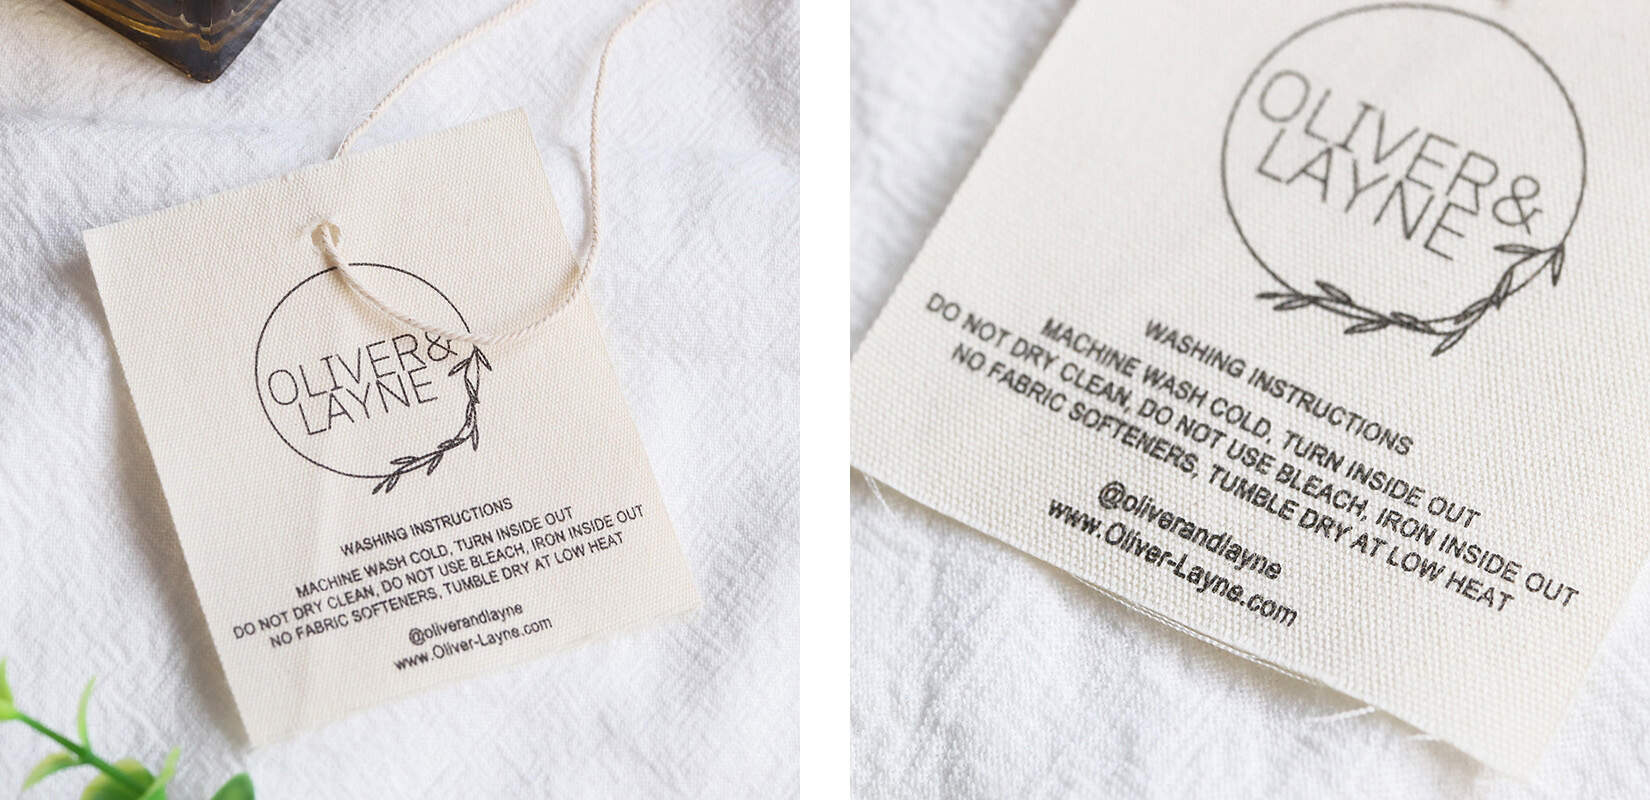 OLIVER&
LAYNE
WASHING INSTRUCTIONS
MACHINE WASH COLD, TURN INSIDE OUT
DO NOT DRY CLEAN, DO NOT USE BLEACH, IRON INSIDE OUT
NO FABRIC SOFTENERS, TUMBLE DRY AT LOW HEAT
@oliverandlayne
www.Oliver-Layne.com
OLIVER&
LAYNE
WASHING INSTRUCTIONS
MACHINE WASH COLD, TURN INSIDE OUT
DO NOT DRY CLEAN, DO NOT USE BLEACH, IRON INSIDE OUT
NO FABRIC SOFTENERS, TUMBLE DRY AT LOW HEAT
@oliverandlayne
www.Oliver-Layne.com